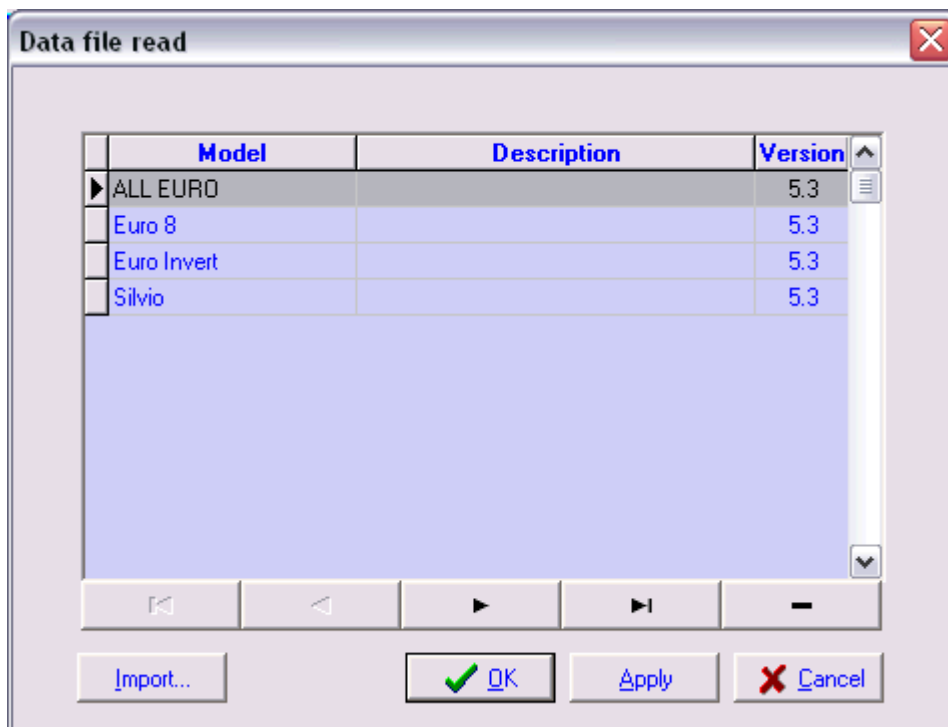 Data file read
Model Description Version
ALL EURO 5.3
Euro 8 5.3
Euro Invert 5.3
Silvio 5.3
Import... OK Apply Cancel